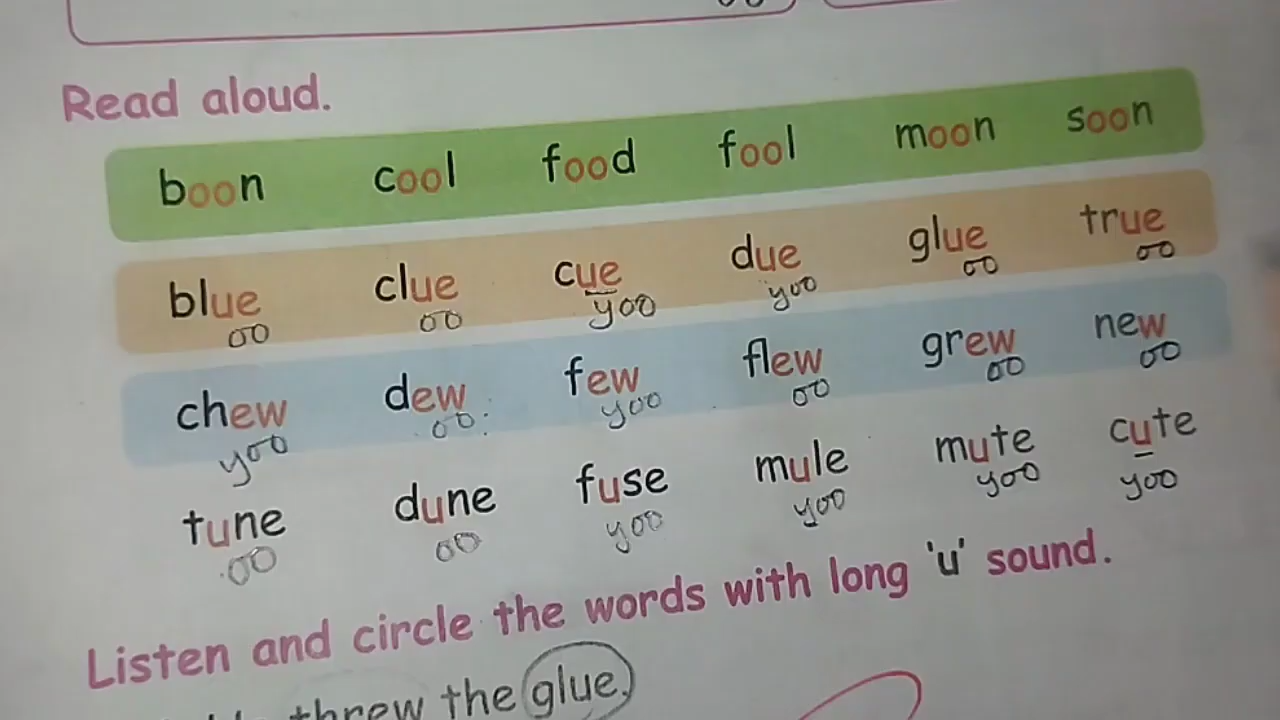 Read aloud.
boon cool food fool moon soon
blue clue cue due glue true
oo oo yoo yoo oo oo
chew dew few flew grew new
yoo oo yoo oo oo oo
tune dune fuse mule mute cute
oo oo yoo yoo yoo yoo
Listen and circle the words with long 'u' sound.
threw the glue.